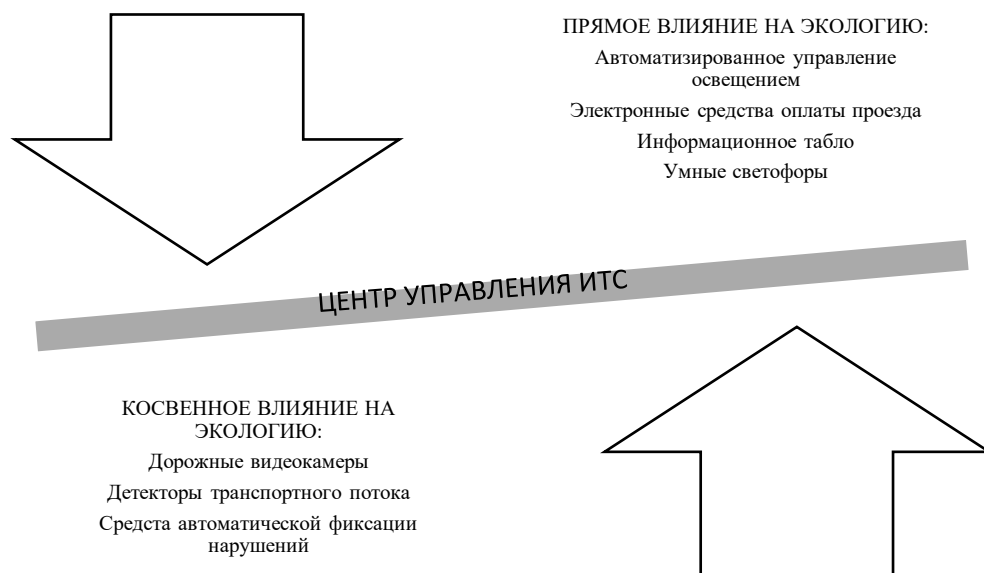 ПРЯМОЕ ВЛИЯНИЕ НА ЭКОЛОГИЮ:
Автоматизированное управление
освещением
Электронные средства оплаты проезда
Информационное табло
Умные светофоры
ЦЕНТР УПРАВЛЕНИЯ ИТС
КОСВЕННОЕ ВЛИЯНИЕ НА
ЭКОЛОГИЮ:
Дорожные видеокамеры
Детекторы транспортного потока
Средста автоматической фиксации
нарушений